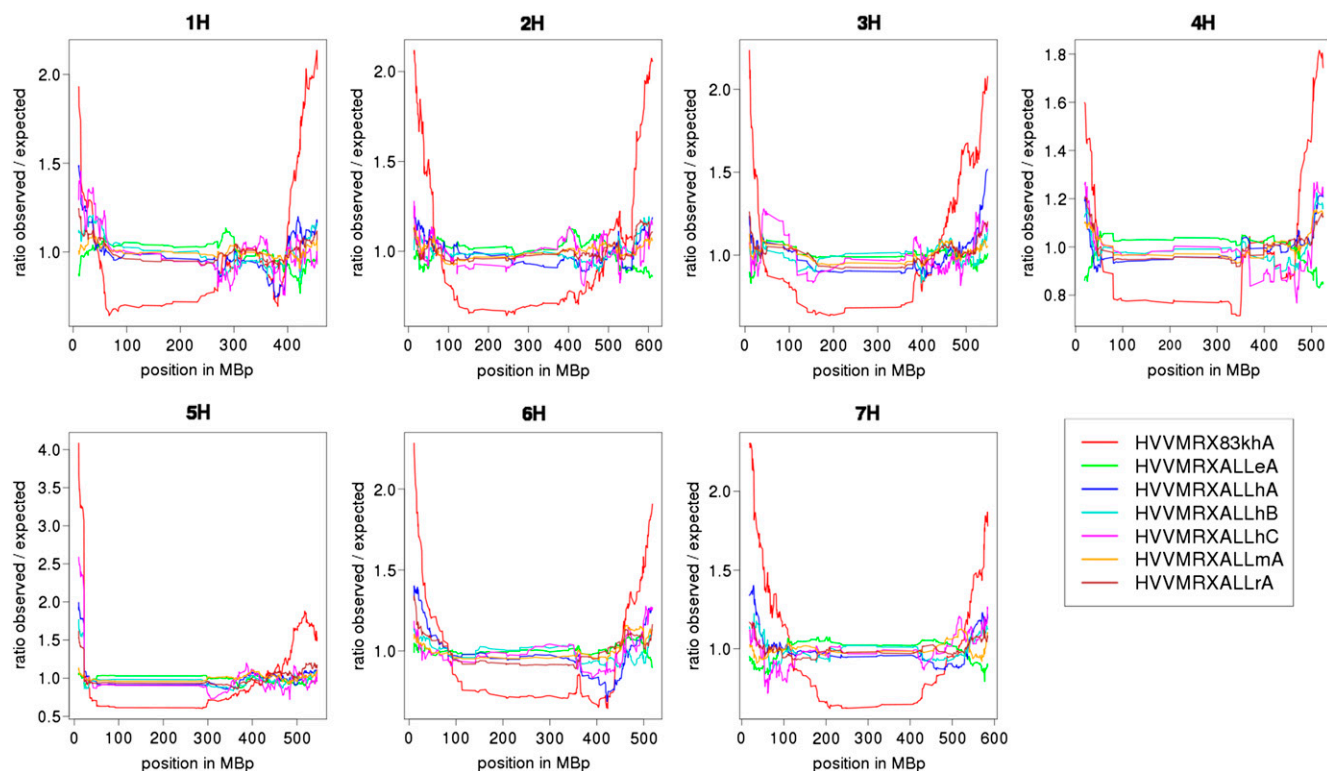 1H
ratio observed / expected
2.0
1.5
1.0
0 100 200 300 400
position in MBp
2H
ratio observed / expected
2.0
1.5
1.0
0 100 200 300 400 500 600
position in MBp
3H
ratio observed / expected
2.0
1.5
1.0
0 100 200 300 400 500
position in MBp
4H
ratio observed / expected
1.8
1.6
1.4
1.2
1.0
0.8
0 100 200 300 400 500
position in MBp
5H
ratio observed / expected
4.0
3.5
3.0
2.5
2.0
1.5
1.0
0.5
0 100 200 300 400 500
position in MBp
6H
ratio observed / expected
2.0
1.5
1.0
0 100 200 300 400 500
position in MBp
7H
ratio observed / expected
2.0
1.5
1.0
0 100 200 300 400 500 600
position in MBp
HVVMRX83khA
HVVMRXALLeA
HVVMRXALLhA
HVVMRXALLhB
HVVMRXALLhC
HVVMRXALLmA
HVVMRXALLrA